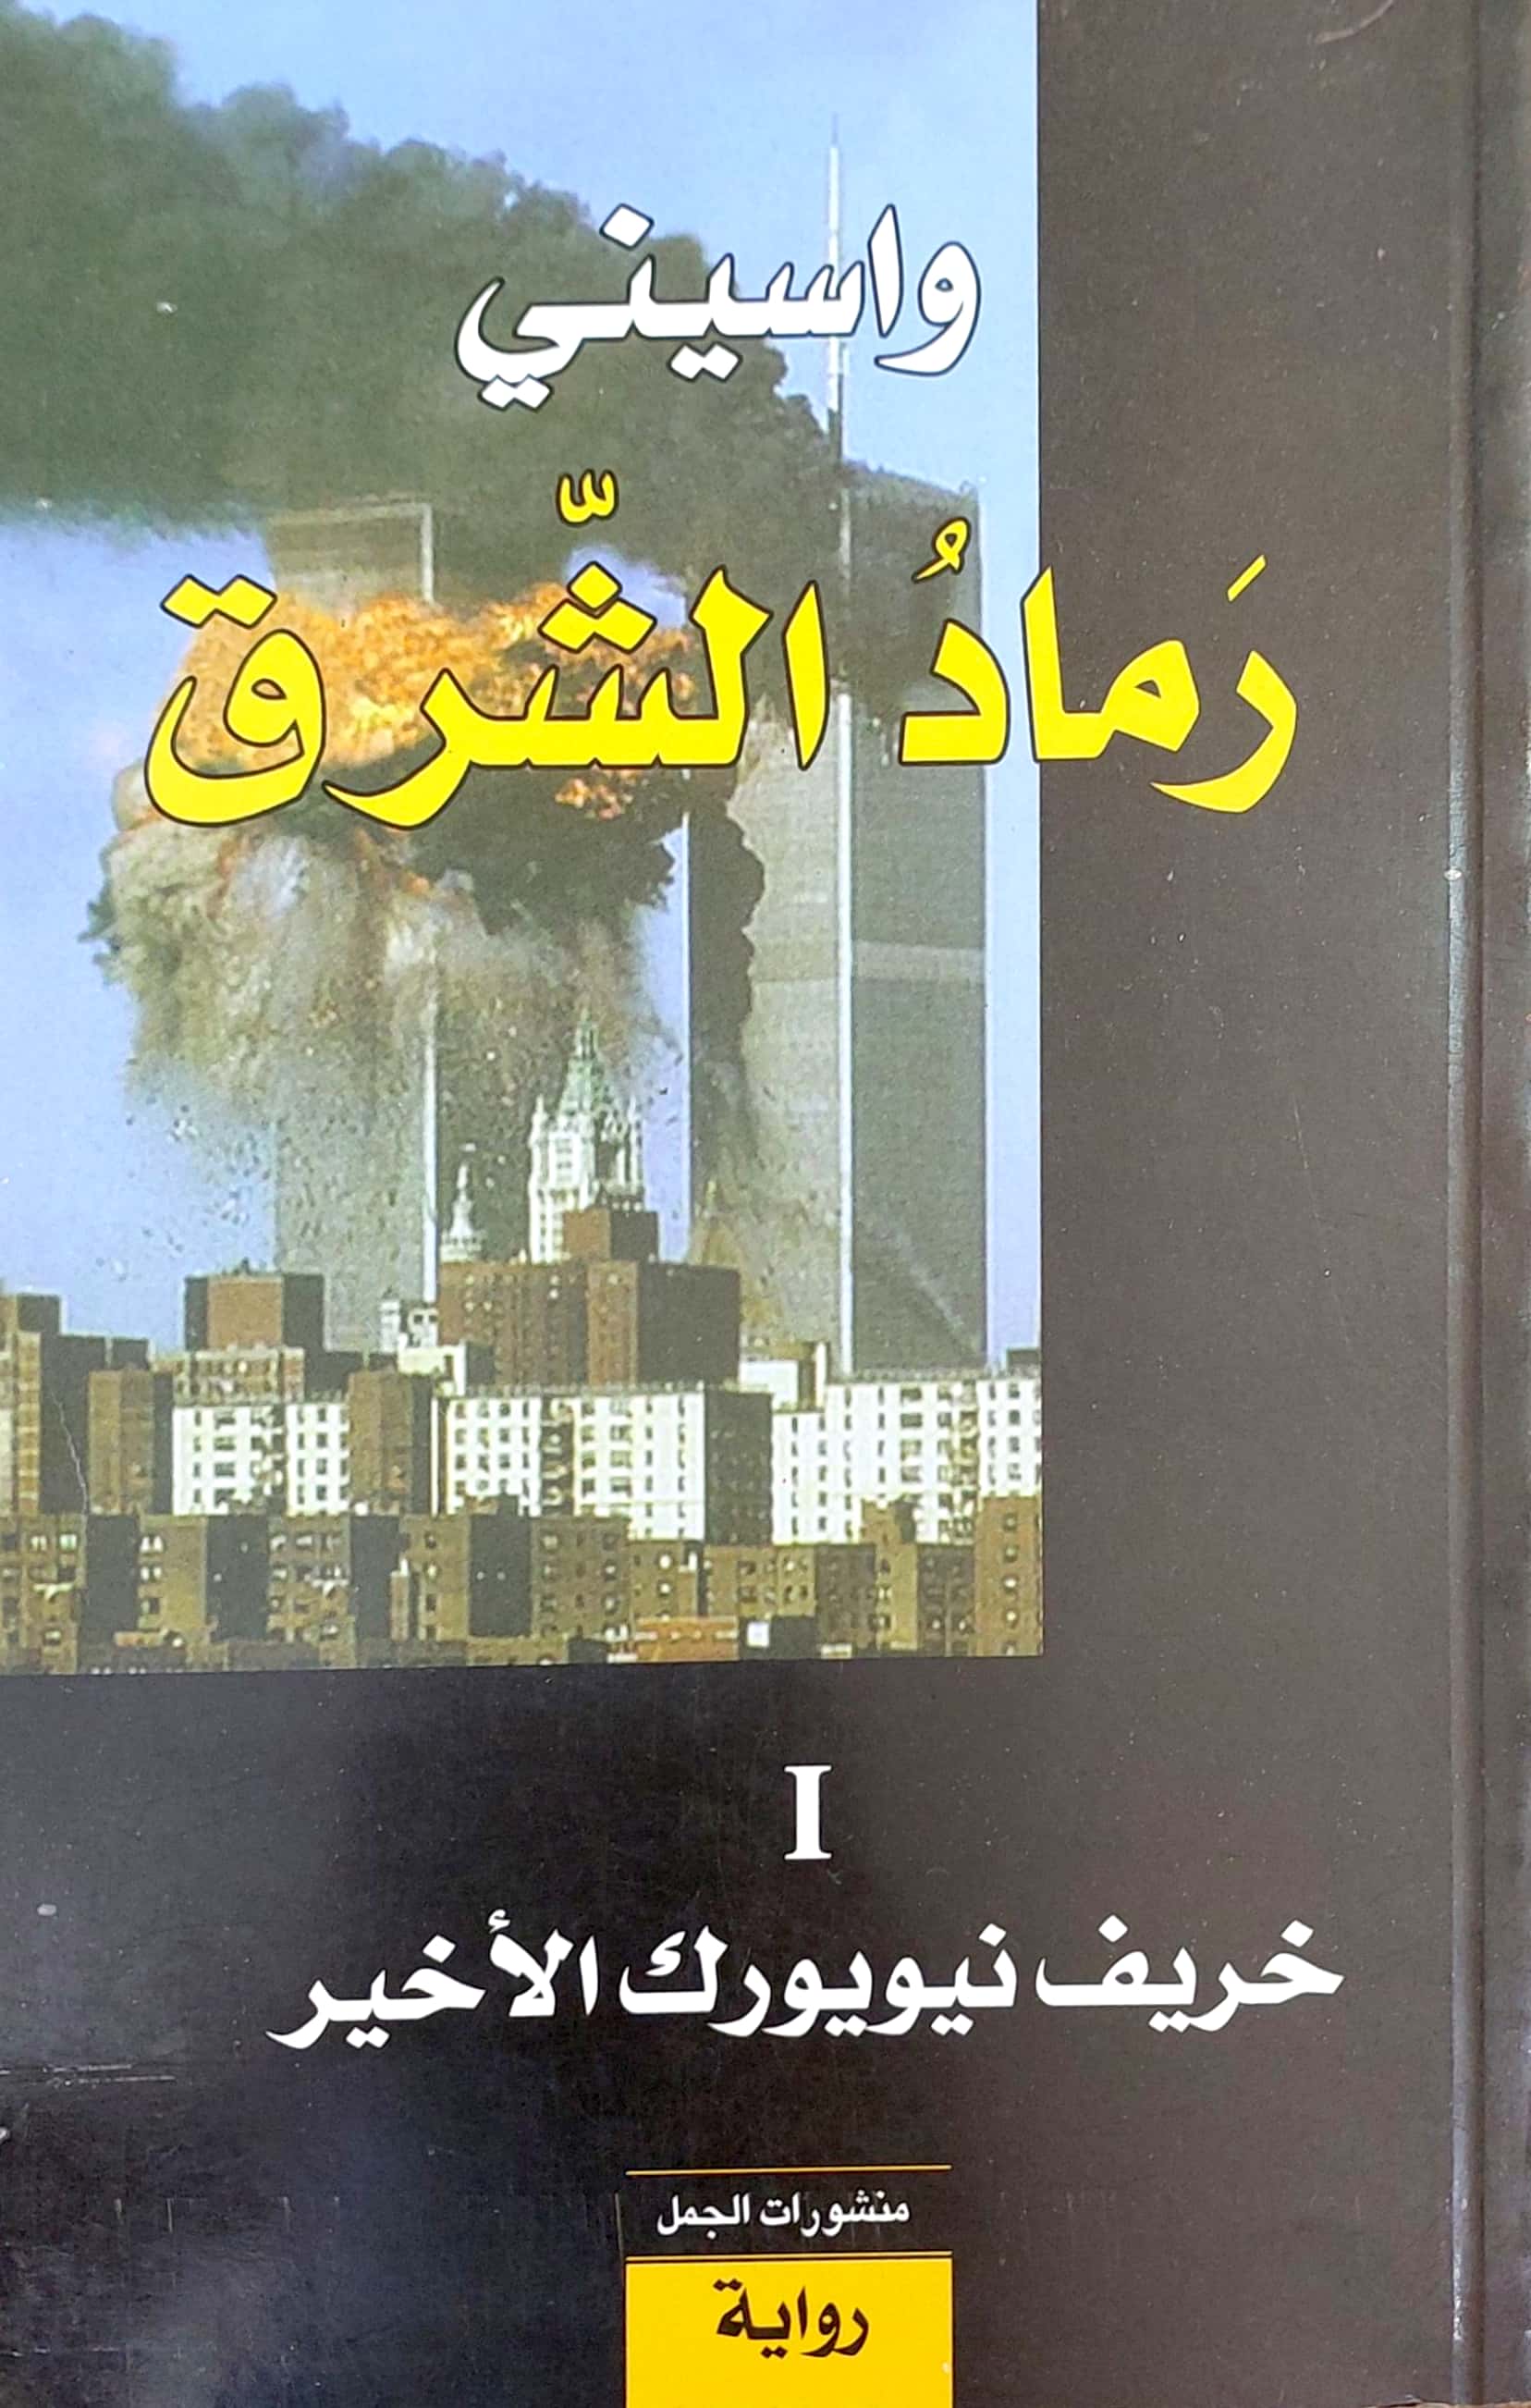 واسيني
رَمادُ الشّرق
I
خريف نيويورك الأخير
منشورات الجمل
رواية